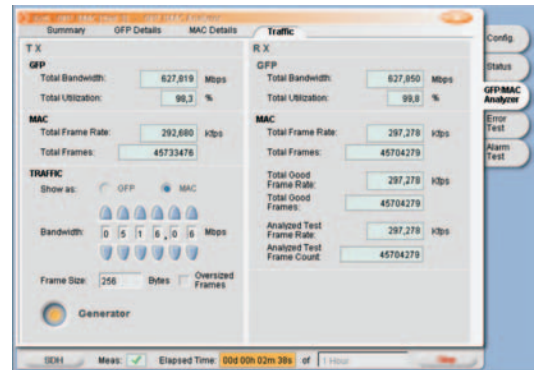 Summary GFP Details MAC Details Traffic
TX
GFP
Total Bandwidth: 627,819 Mbps
Total Utilization: 99,3 %
MAC
Total Frame Rate: 292,680 kfps
Total Frames: 45733476
TRAFFIC
Show as: GFP MAC
Bandwidth: 0 5 1 6 , 0 6 Mbps
Frame Size: 256 Bytes Oversized Frames
Generator
RX
GFP
Total Bandwidth: 627,850 Mbps
Total Utilization: 99,8 %
MAC
Total Frame Rate: 297,278 kfps
Total Frames: 45704279
Total Good
Frame Rate: 297,278 kfps
Total Good
Frames: 45704279
Analyzed Test
Frame Rate: 297,278 kfps
Analyzed Test
Frame Count: 45704279
Config.
Status
GFP/MAC
Analyzer
Error
Test
Alarm
Test
SDH Meas: Elapsed Time: 00d 00h 02m 38s of 1 Hour Stop